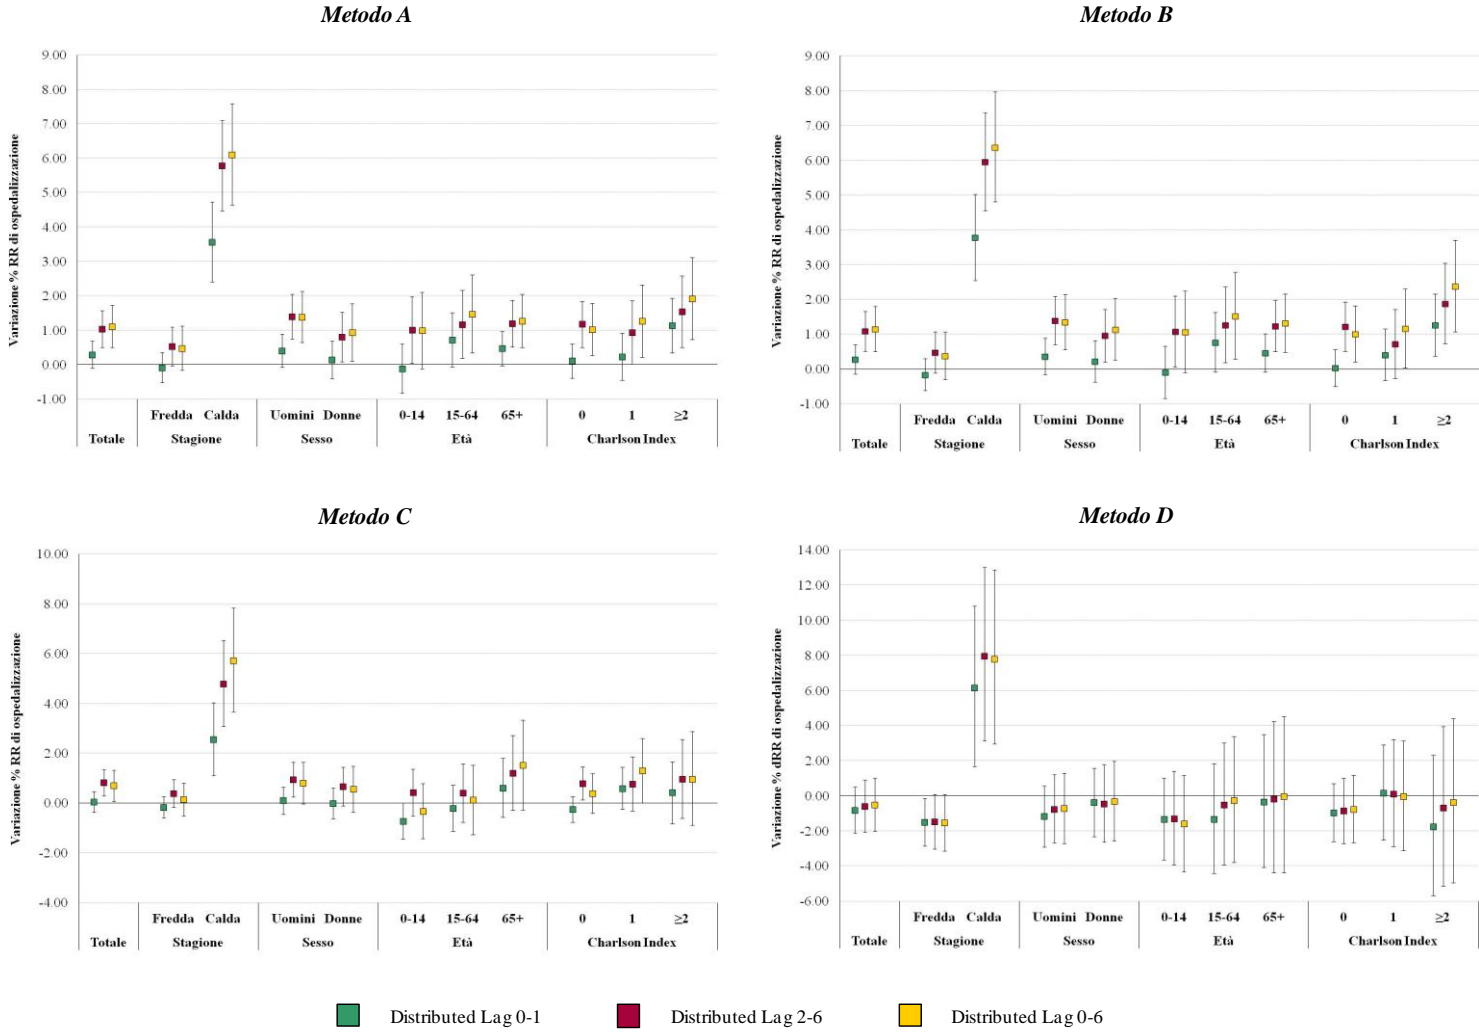 Metodo A
Variazione % RR di ospedalizzazione
9.00
8.00
7.00
6.00
5.00
4.00
3.00
2.00
1.00
0.00
-1.00
Fredda Calda Uomini Donne 0-14 15-64 65+ 0 1 ≥2
Totale Stagione Sesso Età Charlson Index
Metodo B
Variazione % RR di ospedalizzazione
9.00
8.00
7.00
6.00
5.00
4.00
3.00
2.00
1.00
0.00
-1.00
Fredda Calda Uomini Donne 0-14 15-64 65+ 0 1 ≥2
Totale Stagione Sesso Età Charlson Index
Metodo C
Variazione % RR di ospedalizzazione
10.00
8.00
6.00
4.00
2.00
0.00
-2.00
-4.00
Fredda Calda Uomini Donne 0-14 15-64 65+ 0 1 ≥2
Totale Stagione Sesso Età Charlson Index
Metodo D
Variazione % dRR di ospedalizzazione
14.00
12.00
10.00
8.00
6.00
4.00
2.00
0.00
-2.00
-4.00
-6.00
Fredda Calda Uomini Donne 0-14 15-64 65+ 0 1 ≥2
Totale Stagione Sesso Età Charlson Index
Distributed Lag 0-1 Distributed Lag 2-6 Distributed Lag 0-6